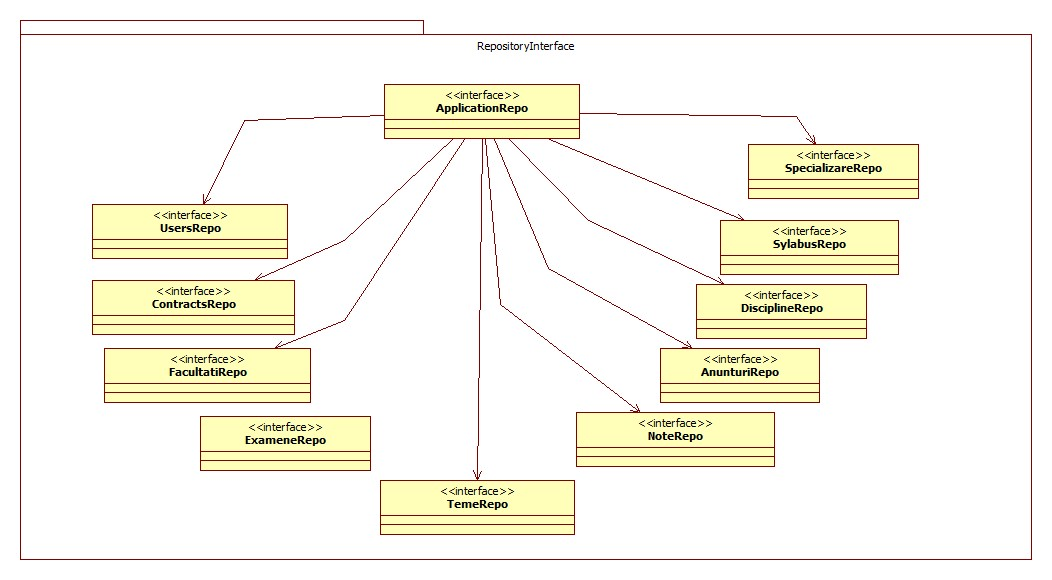 RepositoryInterface
<<interface>>
ApplicationRepo
<<interface>>
SpecializareRepo
<<interface>>
UsersRepo
<<interface>>
SylabusRepo
<<interface>>
ContractsRepo
<<interface>>
DisciplineRepo
<<interface>>
FacultatiRepo
<<interface>>
AnunturiRepo
<<interface>>
ExameneRepo
<<interface>>
NoteRepo
<<interface>>
TemeRepo